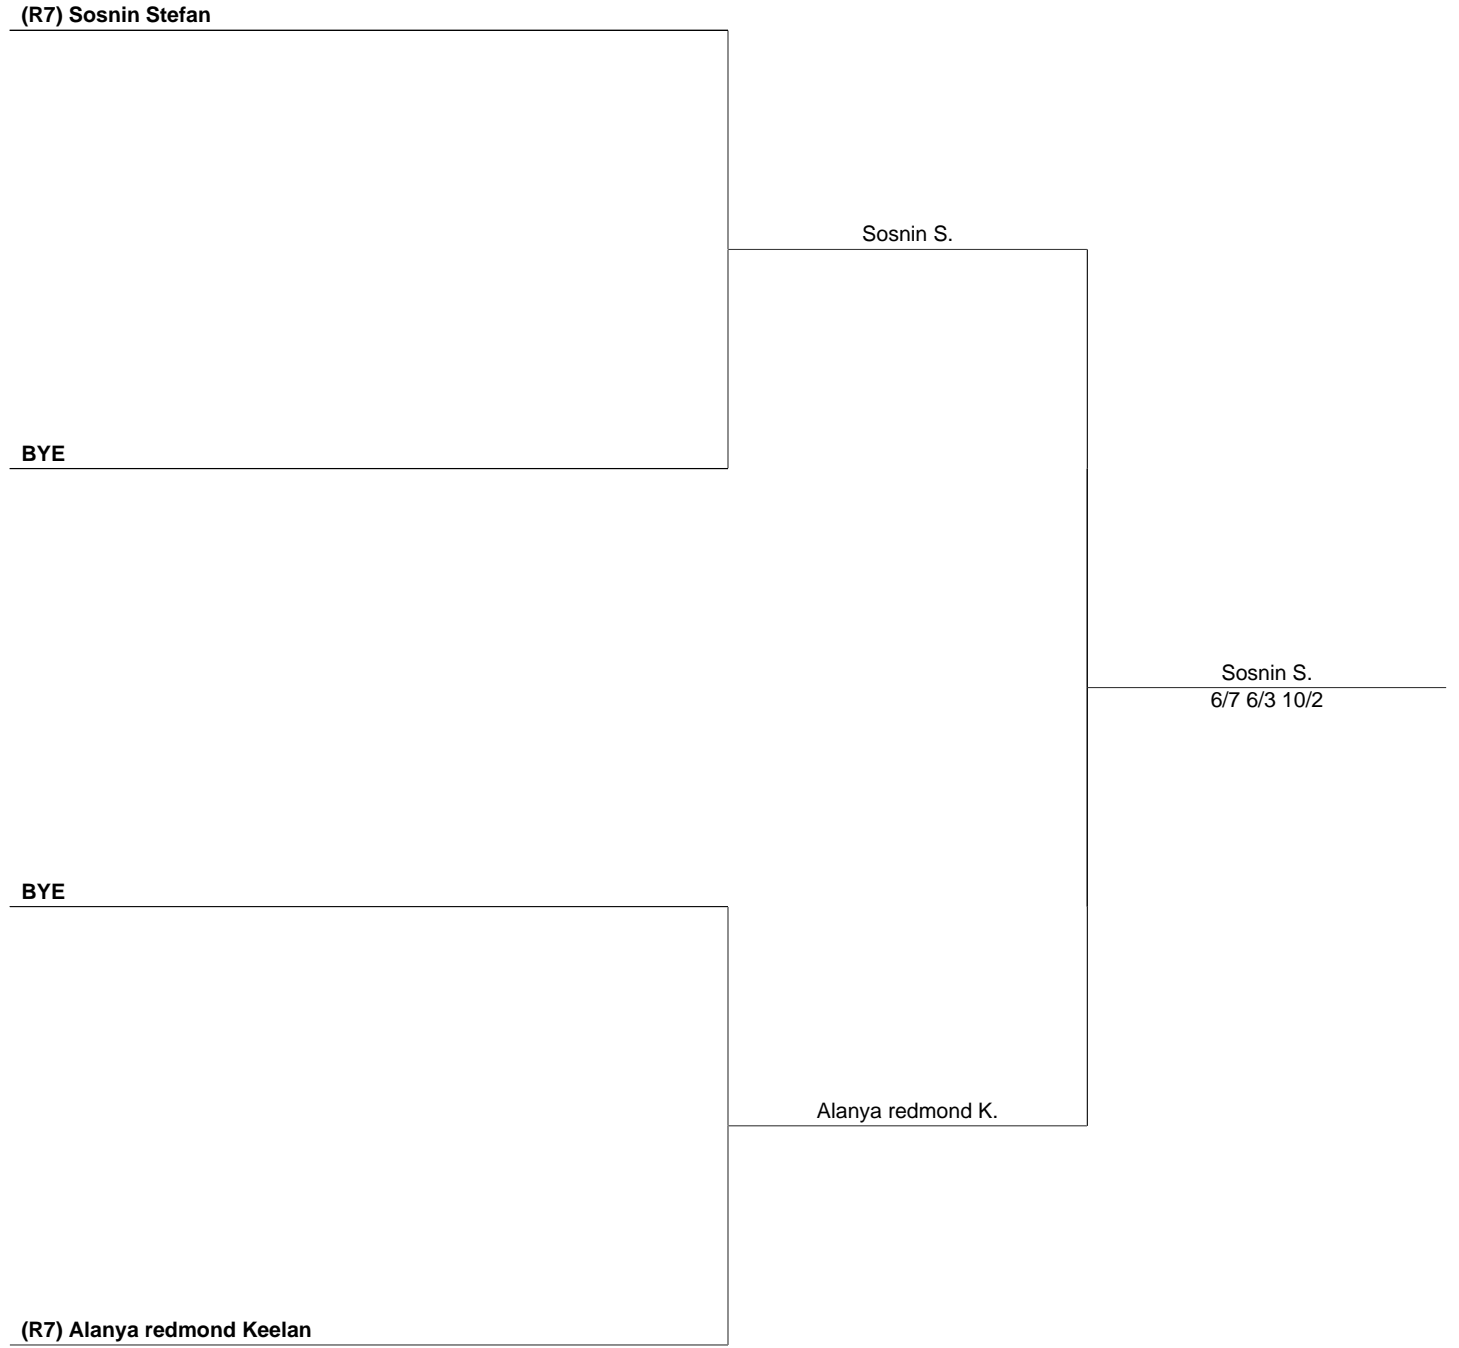 (R7) Sosnin Stefan
Sosnin S.
BYE
Sosnin S.
6/7 6/3 10/2
BYE
Alanya redmond K.
(R7) Alanya redmond Keelan